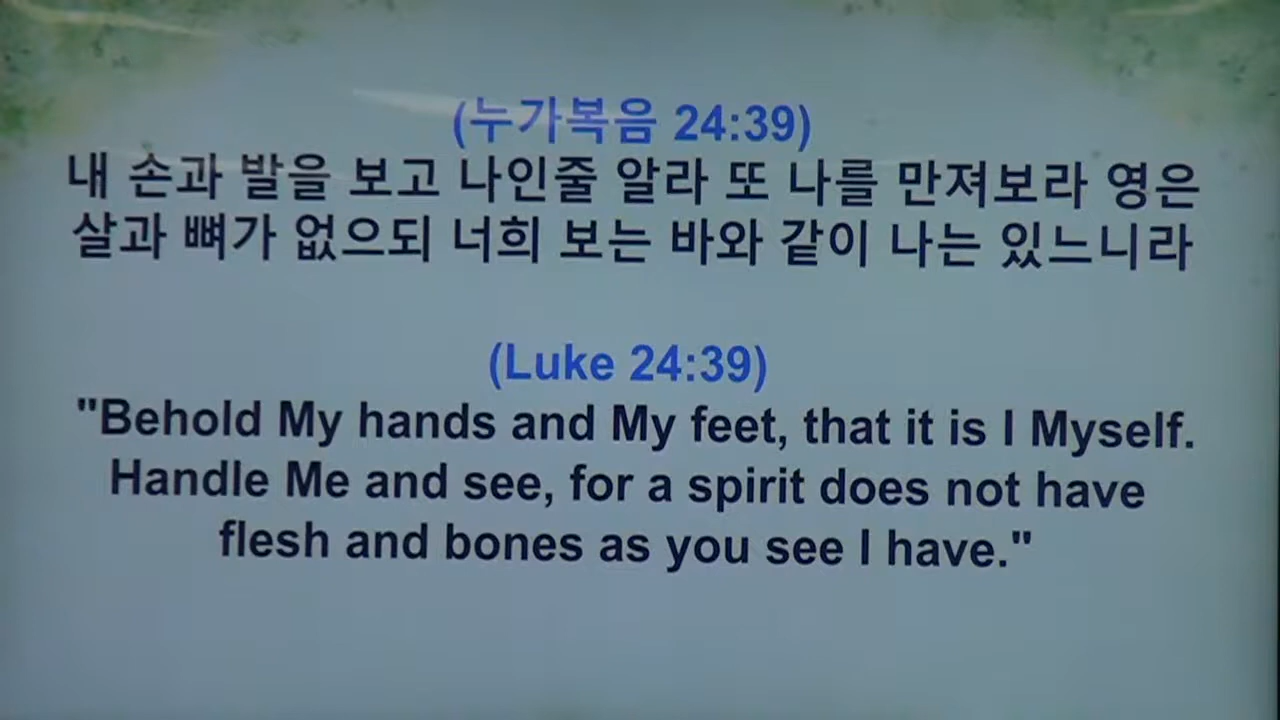 (누가복음 24:39)
내 손과 발을 보고 나인줄 알라 또 나를 만져보라 영은
살과 뼈가 없으되 너희 보는 바와 같이 나는 있느니라
(Luke 24:39)
"Behold My hands and My feet, that it is I Myself.
Handle Me and see, for a spirit does not have
flesh and bones as you see I have."